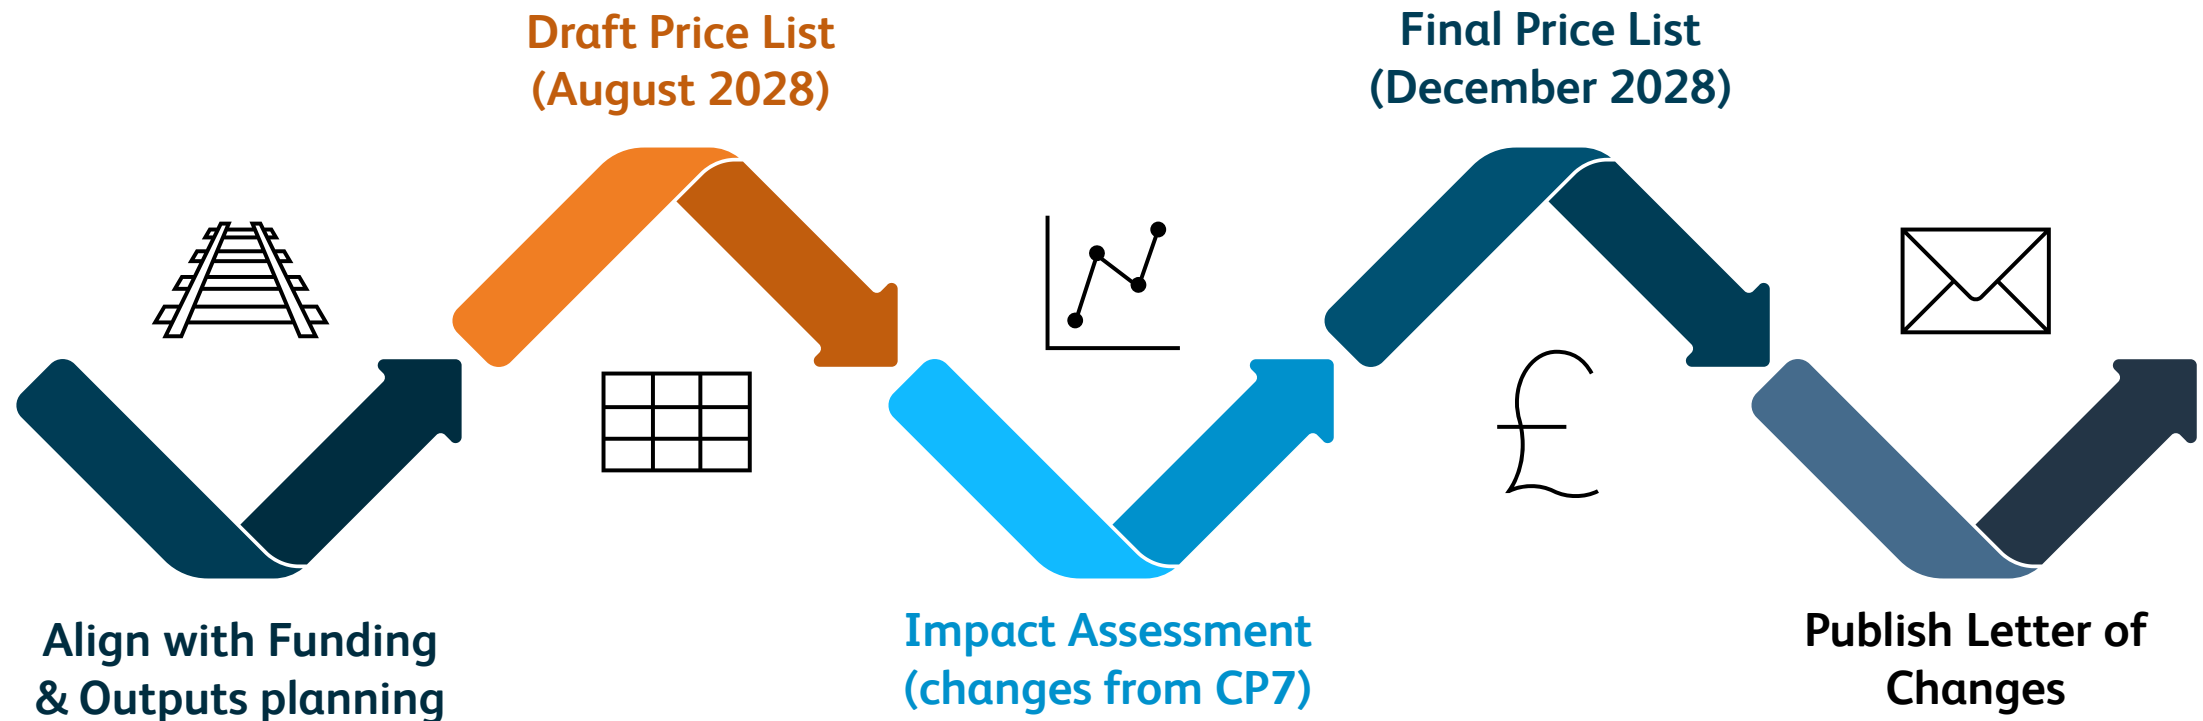 Draft Price List
(August 2028)
Final Price List
(December 2028)
£
Align with Funding
& Outputs planning
Impact Assessment
(changes from CP7)
Publish Letter of
Changes